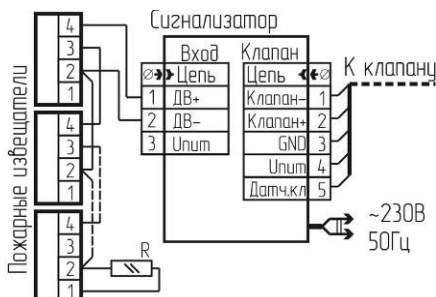 Сигнализатор
Пожарные извещатели
4
3
2
1
4
3
2
1
4
3
2
1
R
Вход
Цепь
1 ДВ+
2 ДВ-
3 Uпит
Клапан
Цепь
Клапан- 1
Клапан+ 2
GND 3
Uпит 4
Датч.кл 5
К клапану
~230В
50Гц